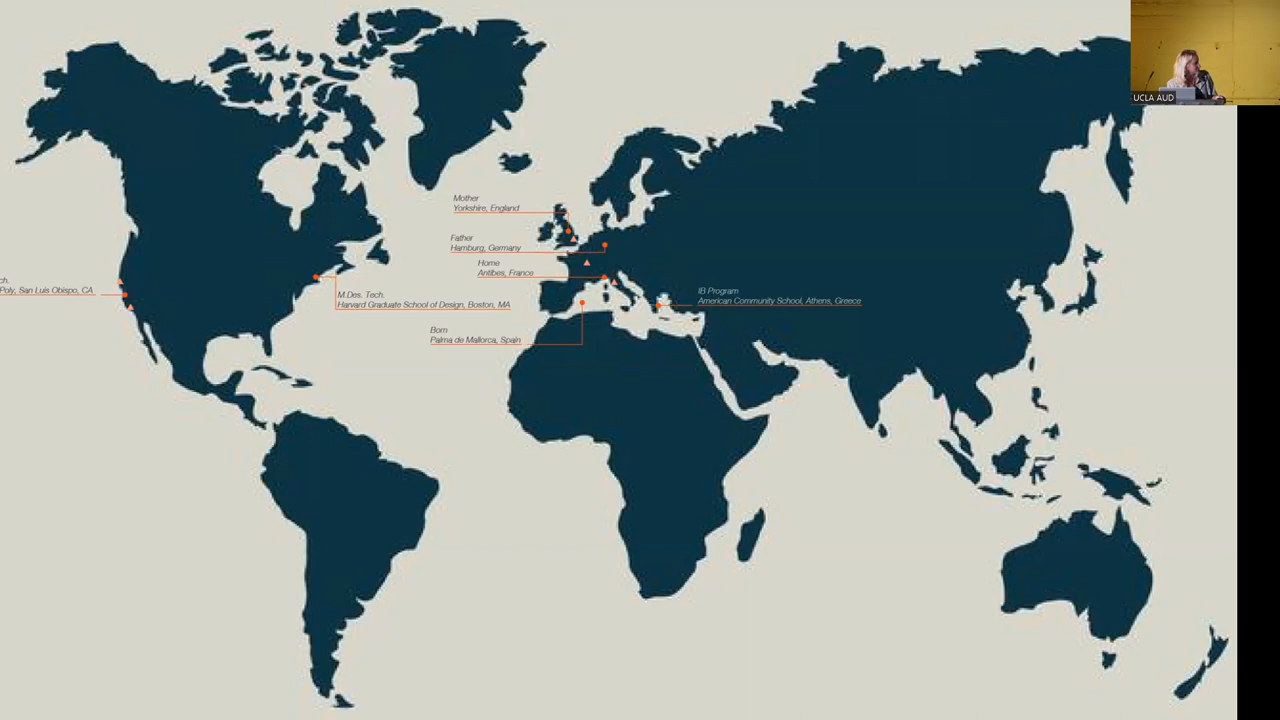 UCLA AUD
Mother
Yorkshire, England
Father
Hamburg, Germany
Home
Antibes, France
ch.
Poly, San Luis Obispo, CA
M.Des. Tech.
Harvard Graduate School of Design, Boston, MA
IB Program
American Community School, Athens, Greece
Born
Palma de Mallorca, Spain